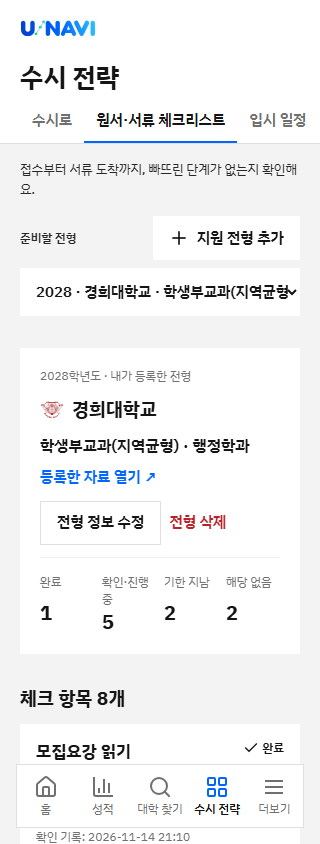 UNAVI
수시 전략
수시로 원서·서류 체크리스트 입시 일정
접수부터 서류 도착까지, 빠뜨린 단계가 없는지 확인해
요.
준비할 전형
지원 전형 추가
2028 · 경희대학교 · 학생부교과(지역균형
2028학년도 · 내가 등록한 전형
경희대학교
학생부교과(지역균형) · 행정학과
등록한 자료 열기 ↗
전형 정보 수정 전형 삭제
완료 확인·진행 기한 지남 해당 없음
중
1 5 2 2
체크 항목 8개
모집요강 읽기 완료
홈 성적 대학 찾기 수시 전략 더보기
확인 기록: 2026-11-14 21:10